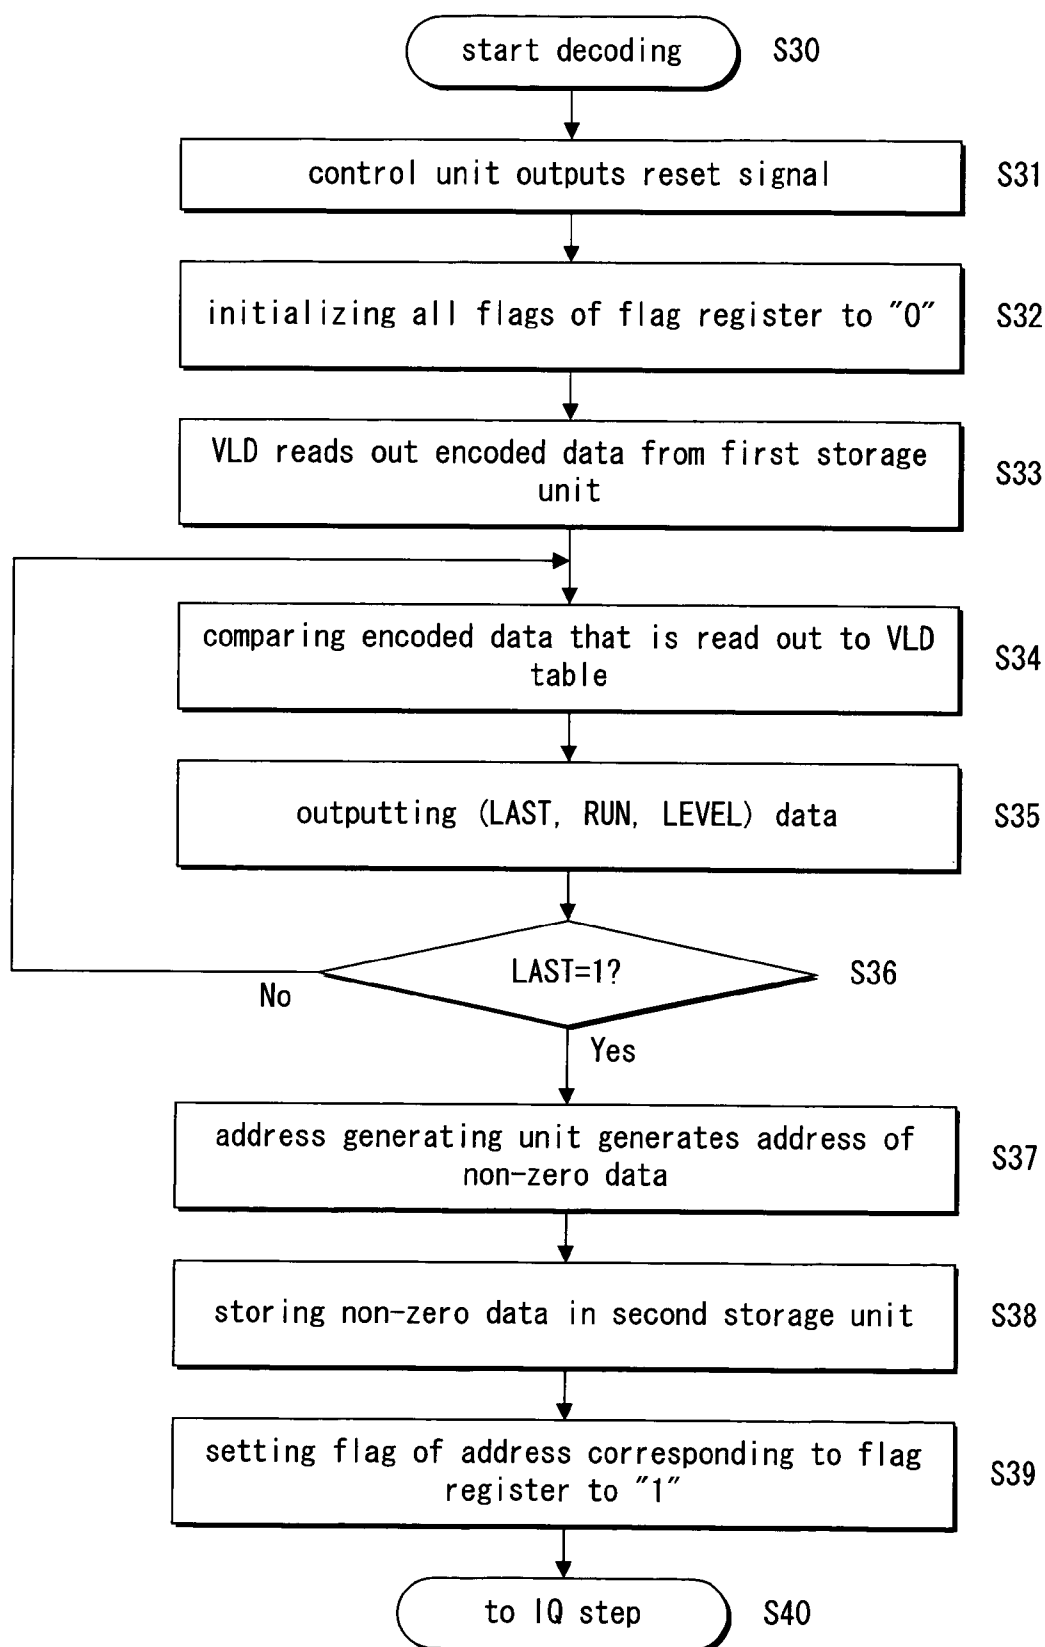 start decoding S30
control unit outputs reset signal S31
initializing all flags of flag register to "0" S32
VLD reads out encoded data from first storage
unit
S33
comparing encoded data that is read out to VLD
table
S34
outputting (LAST, RUN, LEVEL) data S35
LAST=1? S36
No
Yes
address generating unit generates address of
non-zero data
S37
storing non-zero data in second storage unit S38
setting flag of address corresponding to flag
register to "1"
S39
to IQ step S40